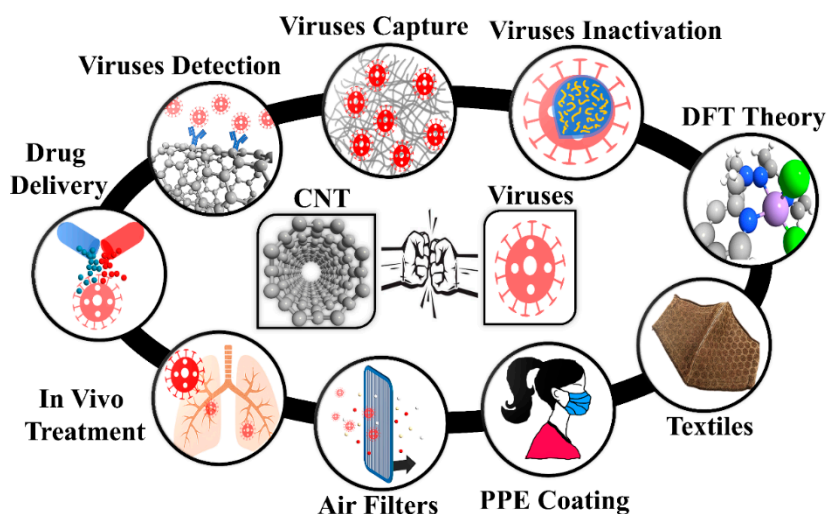 Viruses Capture
Viruses Inactivation
Viruses Detection
DFT Theory
Drug
Delivery
CNT
Viruses
In Vivo
Treatment
Textiles
Air Filters
PPE Coating